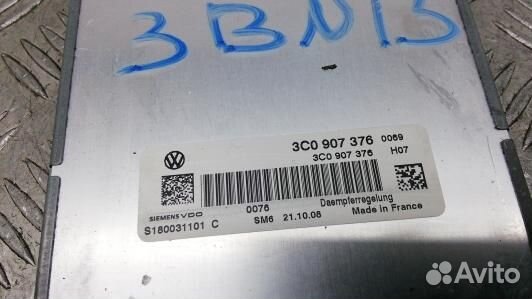 3BN13
3C0 907 376 0069
3C0 907 376 H07
SIEMENS VDO 0076 Daempferregelung
S180031101 C SM6 21.10.08 Made in France
Avito